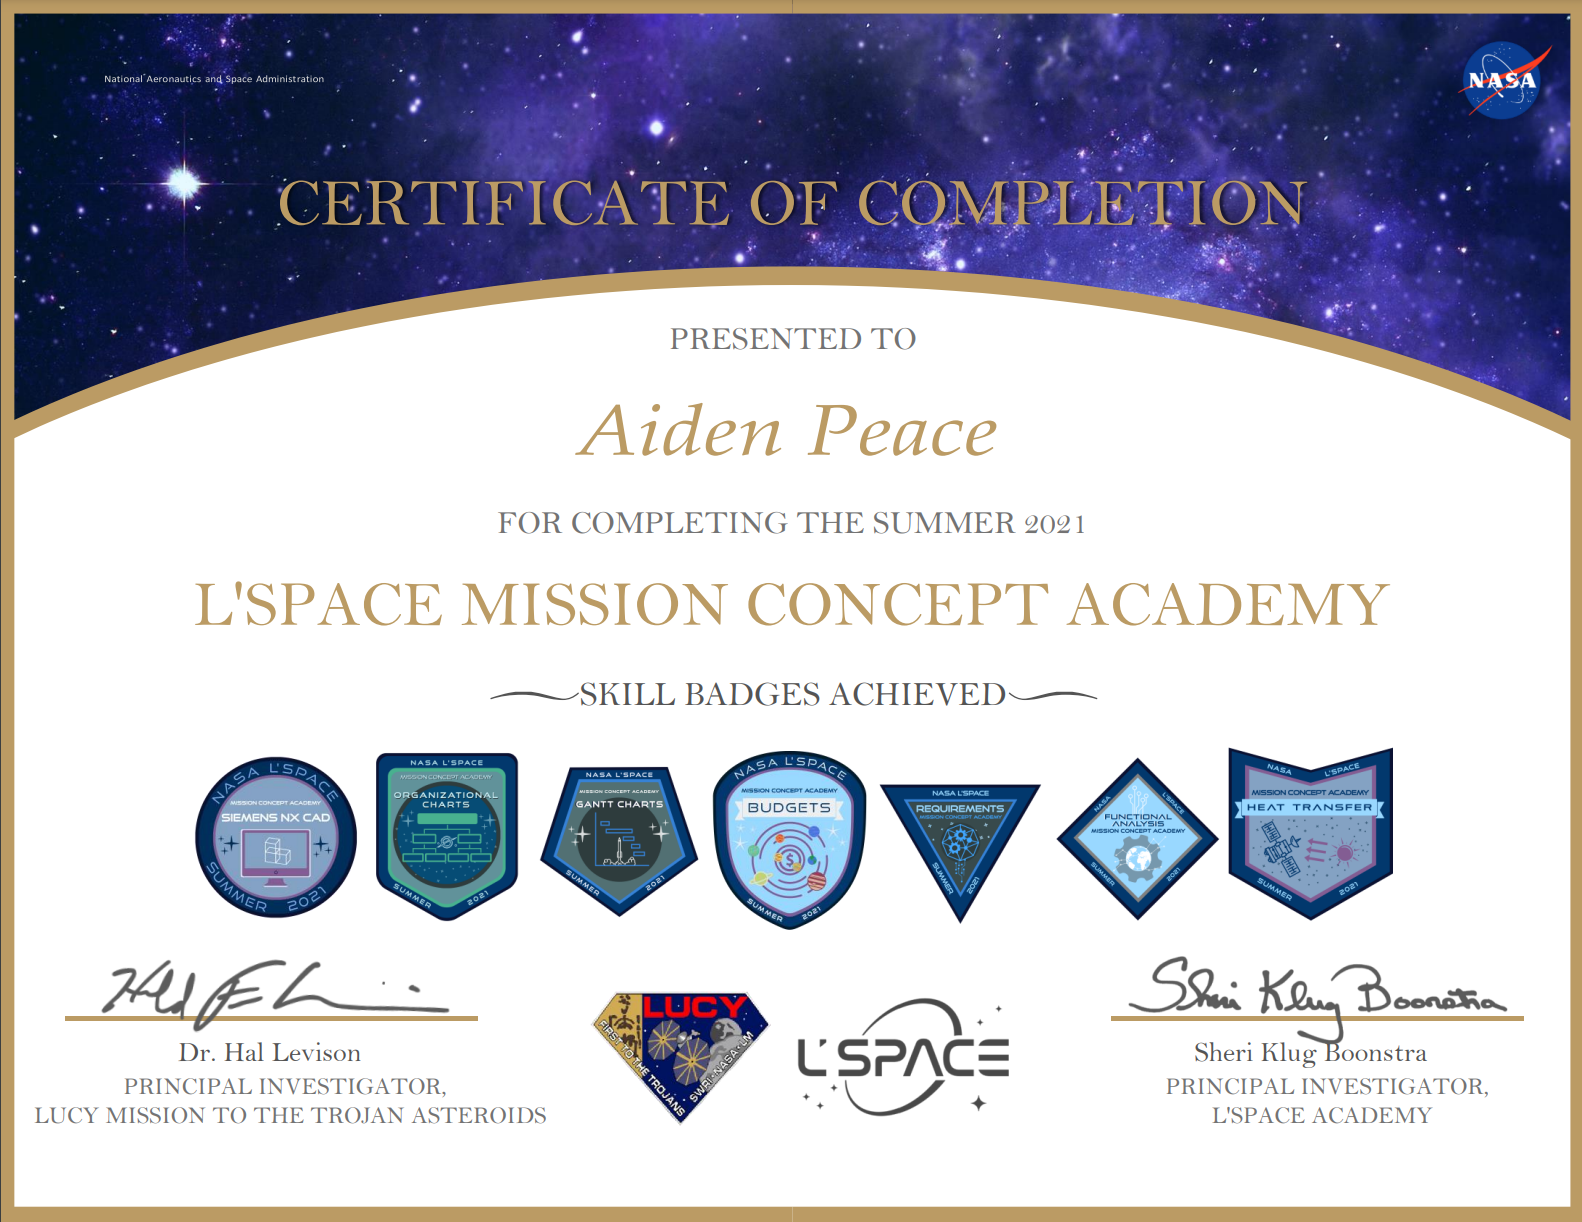 National Aeronautics and Space Administration
NASA
CERTIFICATE OF COMPLETION
PRESENTED TO
Aiden Peace
FOR COMPLETING THE SUMMER 2021
L'SPACE MISSION CONCEPT ACADEMY
SKILL BADGES ACHIEVED
NASA L'SPACE
MISSION CONCEPT ACADEMY
SIEMENS NX CAD
SUMMER 2021
NASA L'SPACE
MISSION CONCEPT ACADEMY
ORGANIZATIONAL
CHARTS
SUMMER 2021
NASA L'SPACE
MISSION CONCEPT ACADEMY
GANTT CHARTS
SUMMER 2021
NASA L'SPACE
MISSION CONCEPT ACADEMY
BUDGETS
$
SUMMER 2021
NASA L'SPACE
REQUIREMENTS
MISSION CONCEPT ACADEMY
SUMMER 2021
NASA L'SPACE
FUNCTIONAL
ANALYSIS
MISSION CONCEPT ACADEMY
SUMMER 2021
NASA L'SPACE
MISSION CONCEPT ACADEMY
HEAT TRANSFER
SUMMER 2021
Dr. Hal Levison
PRINCIPAL INVESTIGATOR,
LUCY MISSION TO THE TROJAN ASTEROIDS
LUCY
FIRST TO THE TROJANS
SWRI • NASA • LM
L'SPACE
Sheri Klug Boonstra
Sheri Klug Boonstra
PRINCIPAL INVESTIGATOR,
L'SPACE ACADEMY